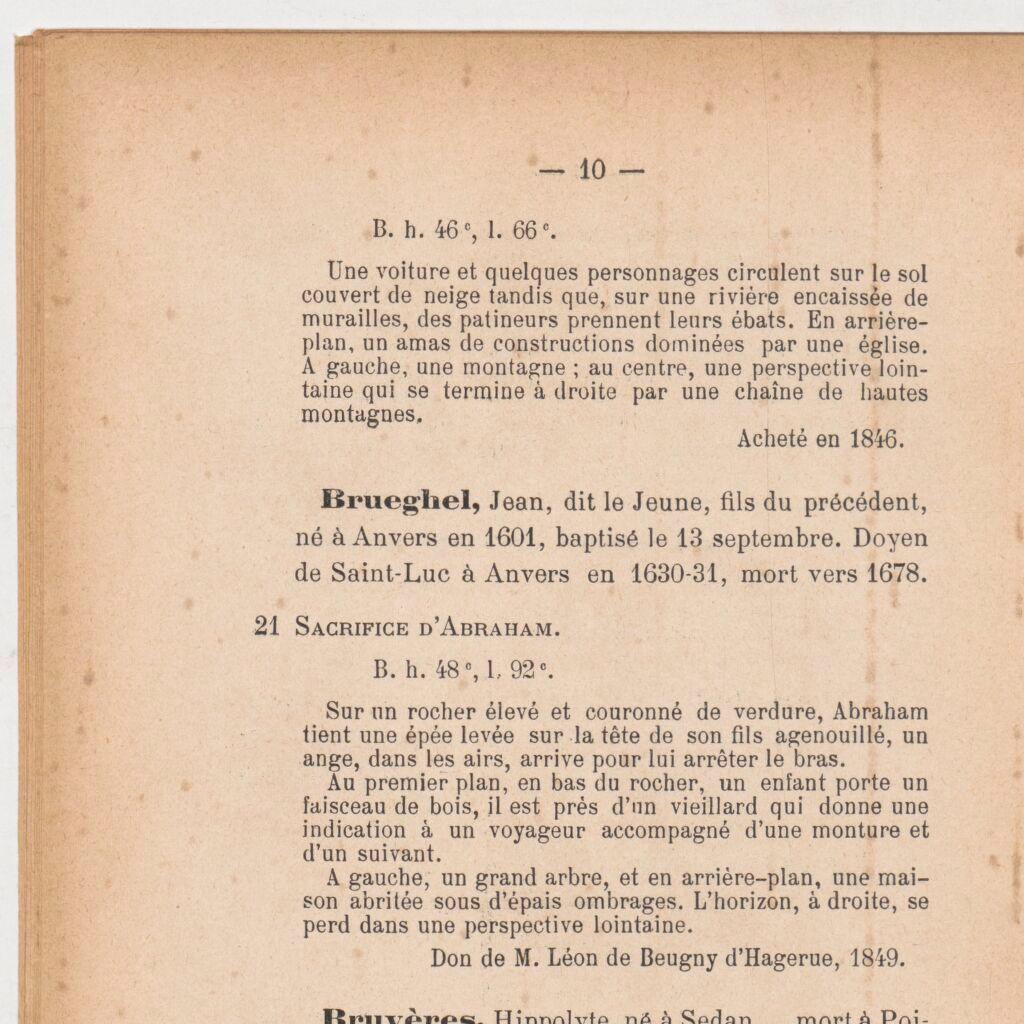 — 10 —
B. h. 46 c, l. 66 c.
Une voiture et quelques personnages circulent sur le sol
couvert de neige tandis que, sur une rivière encaissée de
murailles, des patineurs prennent leurs ébats. En arrière-
plan, un amas de constructions dominées par une église.
A gauche, une montagne ; au centre, une perspective loin-
taine qui se termine à droite par une chaîne de hautes
montagnes.
Acheté en 1846.
Brueghel, Jean, dit le Jeune, fils du précédent,
né à Anvers en 1601, baptisé le 13 septembre. Doyen
de Saint-Luc à Anvers en 1630-31, mort vers 1678.
21 SACRIFICE D'ABRAHAM.
B. h. 48 c, l. 92 c.
Sur un rocher élevé et couronné de verdure, Abraham
tient une épée levée sur la tête de son fils agenouillé, un
ange, dans les airs, arrive pour lui arrêter le bras.
Au premier plan, en bas du rocher, un enfant porte un
faisceau de bois, il est près d'un vieillard qui donne une
indication à un voyageur accompagné d'une monture et
d'un suivant.
A gauche, un grand arbre, et en arrière-plan, une mai-
son abritée sous d'épais ombrages. L'horizon, à droite, se
perd dans une perspective lointaine.
Don de M. Léon de Beugny d'Hagerue, 1849.
Bruyères, Hippolyte, né à Sedan ... mort à Poi-